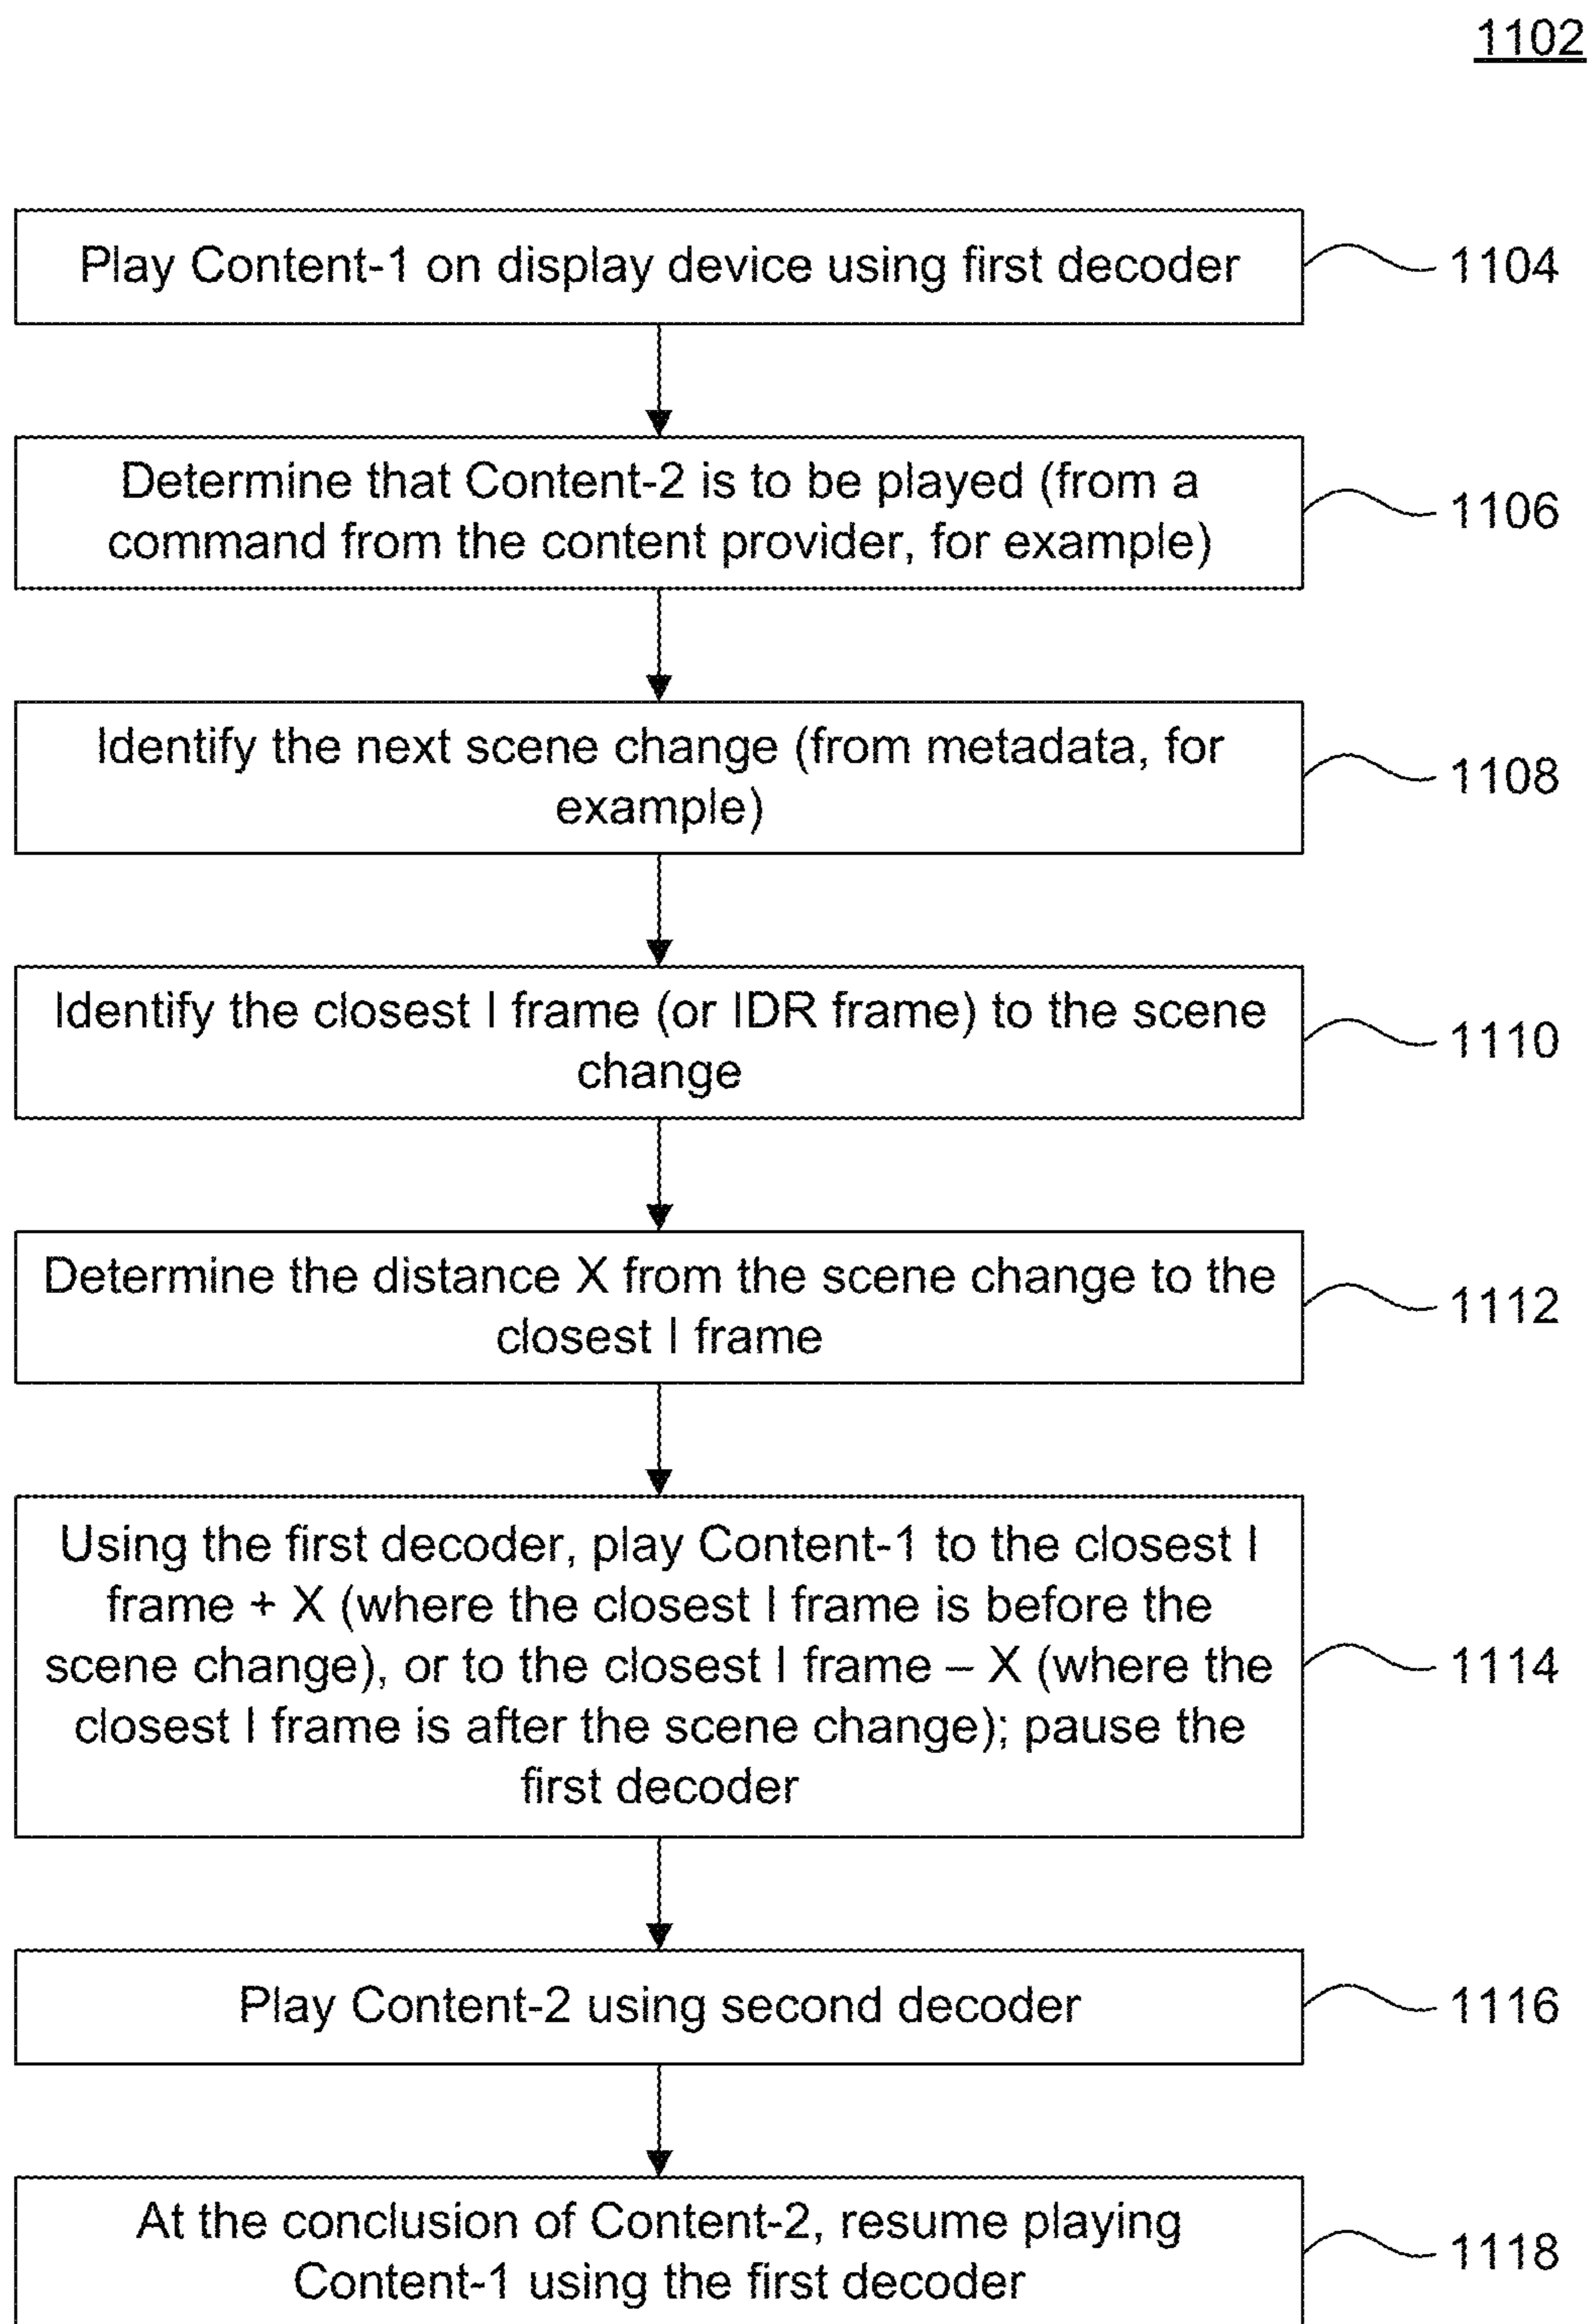 1102
Play Content-1 on display device using first decoder
1104
Determine that Content-2 is to be played (from a
command from the content provider, for example)
1106
Identify the next scene change (from metadata, for
example)
1108
Identify the closest I frame (or IDR frame) to the scene
change
1110
Determine the distance X from the scene change to the
closest I frame
1112
Using the first decoder, play Content-1 to the closest I
frame + X (where the closest I frame is before the
scene change), or to the closest I frame – X (where the
closest I frame is after the scene change); pause the
first decoder
1114
Play Content-2 using second decoder
1116
At the conclusion of Content-2, resume playing
Content-1 using the first decoder
1118